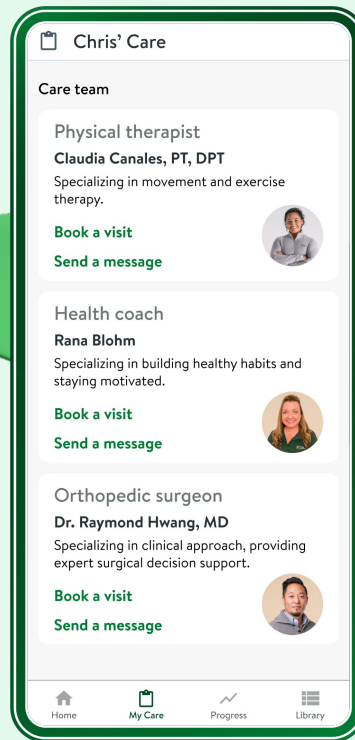 Chris’ Care
Care team
Physical therapist
Claudia Canales, PT, DPT
Specializing in movement and exercise
therapy.
Book a visit
Send a message
Health coach
Rana Blohm
Specializing in building healthy habits and
staying motivated.
Book a visit
Send a message
Orthopedic surgeon
Dr. Raymond Hwang, MD
Specializing in clinical approach, providing
expert surgical decision support.
Book a visit
Send a message
Home My Care Progress Library